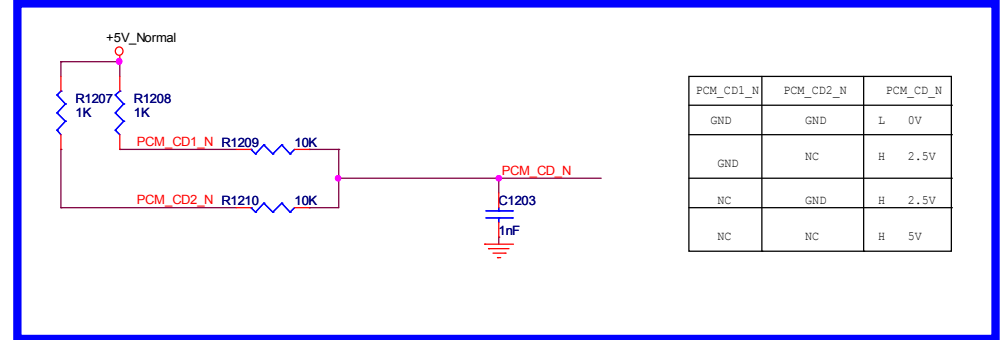 +5V_Normal
R1207
1K
R1208
1K
PCM_CD1_N
R1209
10K
PCM_CD_N
PCM_CD2_N
R1210
10K
C1203
1nF
PCM_CD1_N PCM_CD2_N PCM_CD_N
GND GND L 0V
GND NC H 2.5V
NC GND H 2.5V
NC NC H 5V